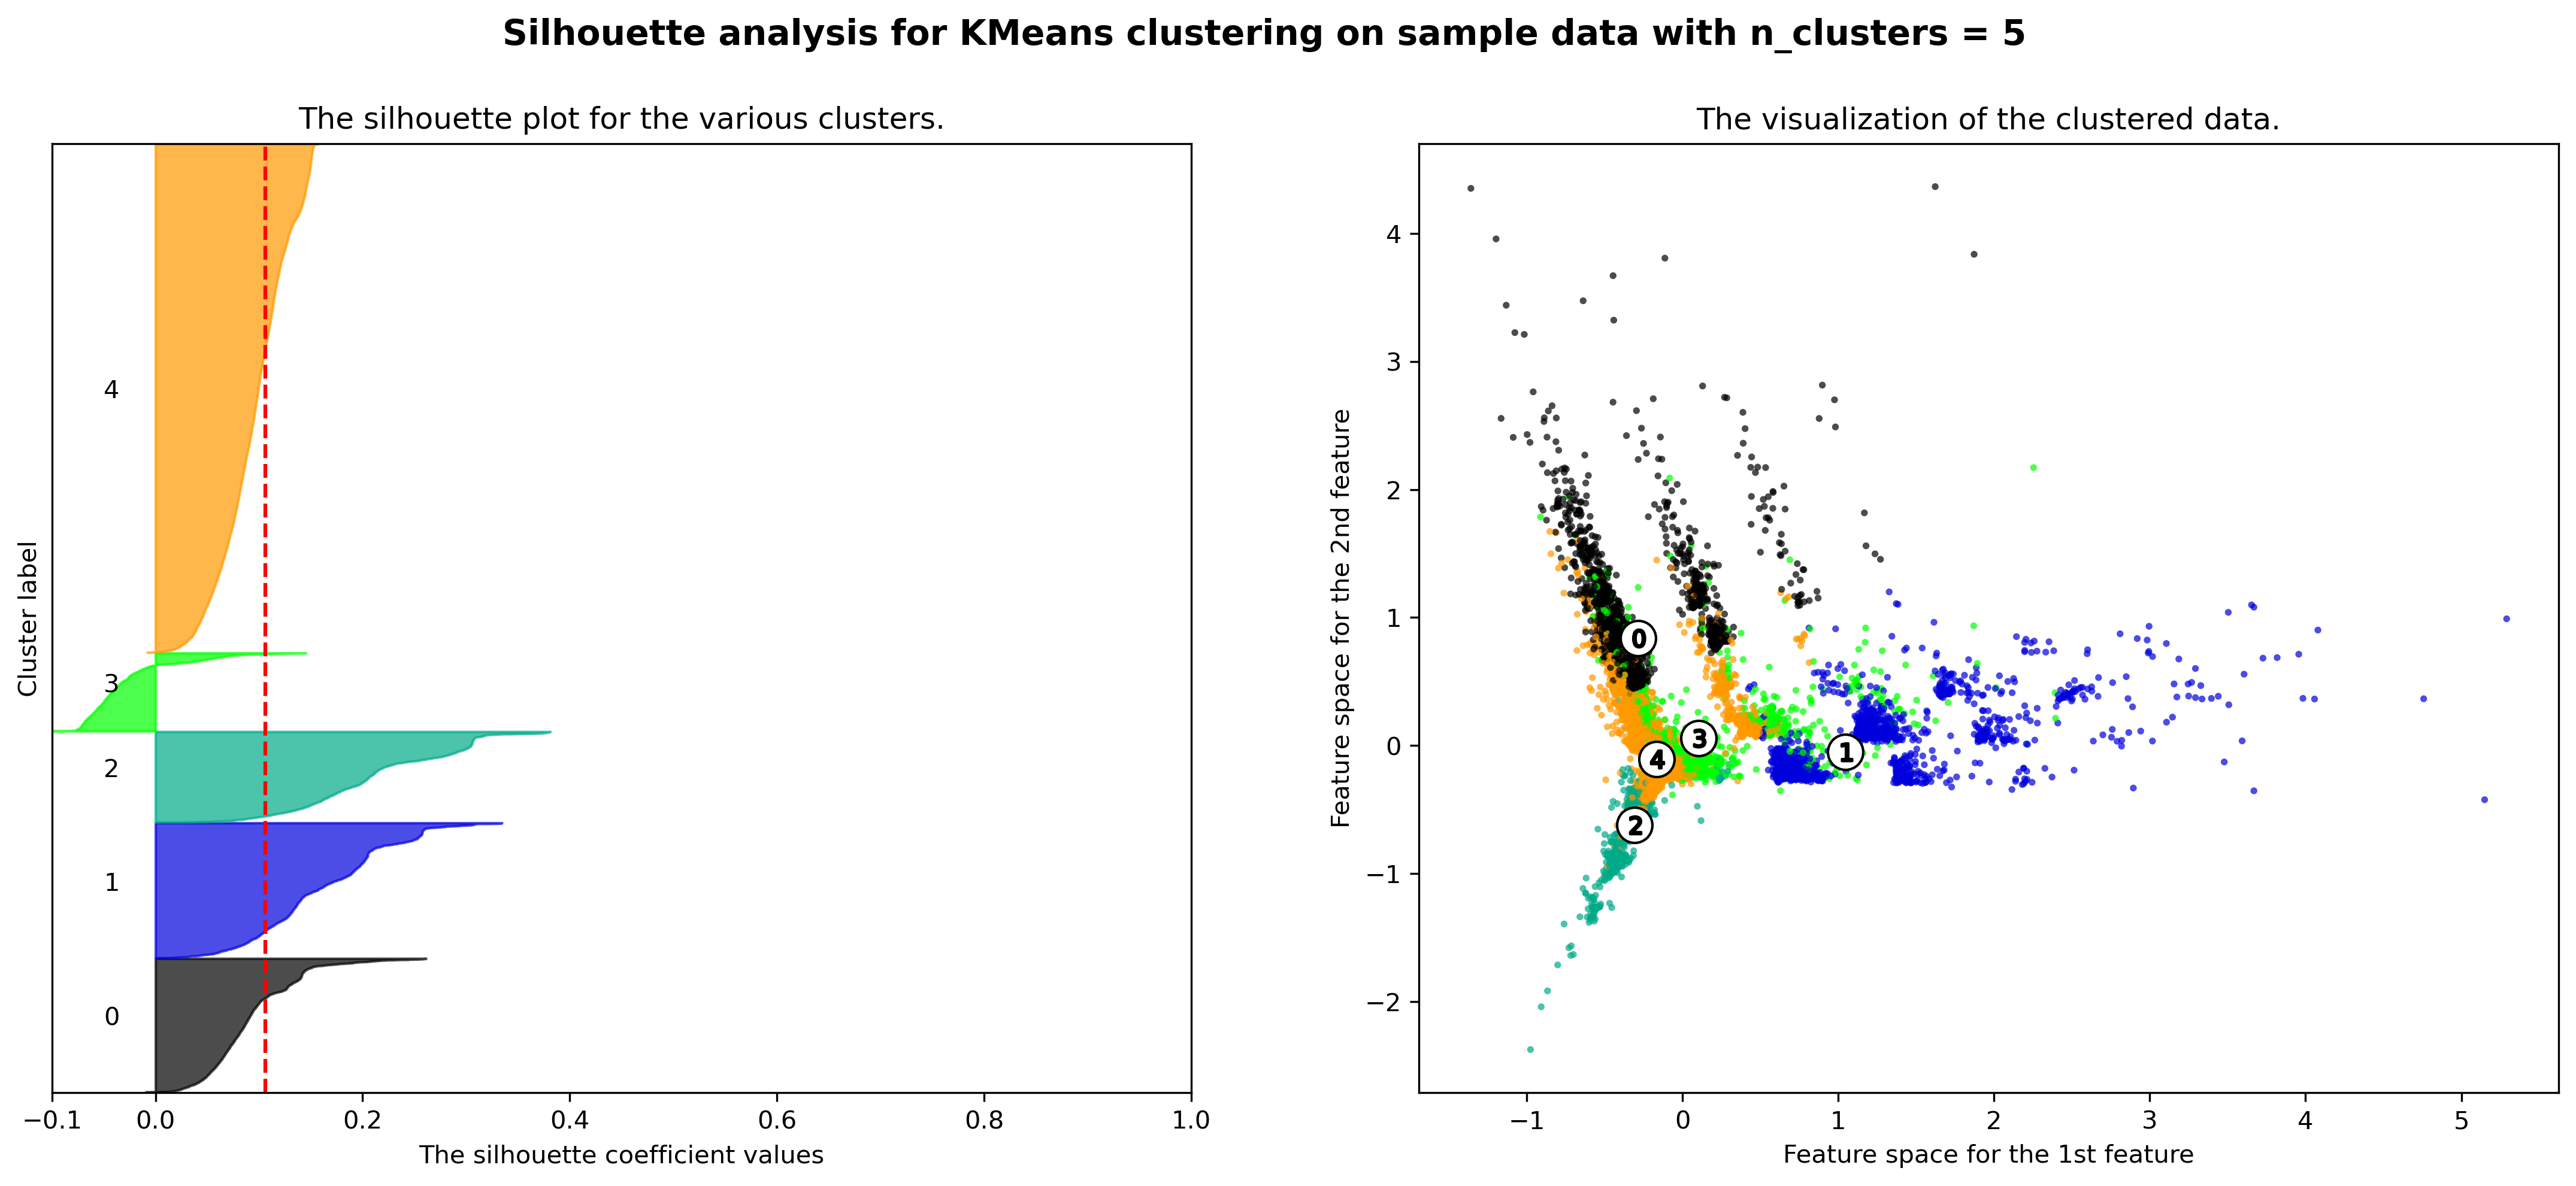 Silhouette analysis for KMeans clustering on sample data with n_clusters = 5
The silhouette plot for the various clusters.
Cluster label
4
3
2
1
0
−0.1 0.0 0.2 0.4 0.6 0.8 1.0
The silhouette coefficient values
The visualization of the clustered data.
Feature space for the 2nd feature
4
3
2
1
0
−1
−2
0
3
1
4
2
−1 0 1 2 3 4 5
Feature space for the 1st feature